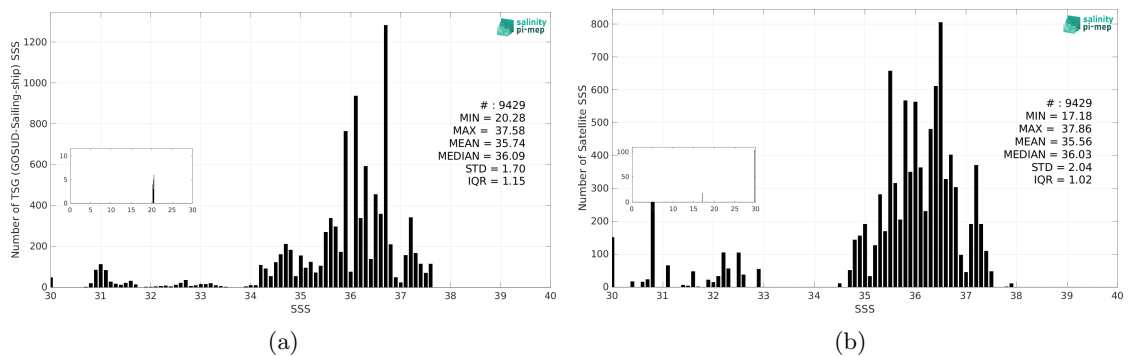 salinity
pi-mep
Number of TSG (GOSUD-Sailing-ship) SSS
1200
1000
800
600
400
200
0
# : 9429
MIN = 20.28
MAX = 37.58
MEAN = 35.74
MEDIAN = 36.09
STD = 1.70
IQR = 1.15
10
5
0
0 5 10 15 20 25 30
30 31 32 33 34 35 36 37 38 39 40
SSS
(a)
salinity
pi-mep
Number of Satellite SSS
800
700
600
500
400
300
200
100
0
# : 9429
MIN = 17.18
MAX = 37.86
MEAN = 35.56
MEDIAN = 36.03
STD = 2.04
IQR = 1.02
100
50
0
0 5 10 15 20 25 30
30 31 32 33 34 35 36 37 38 39 40
SSS
(b)